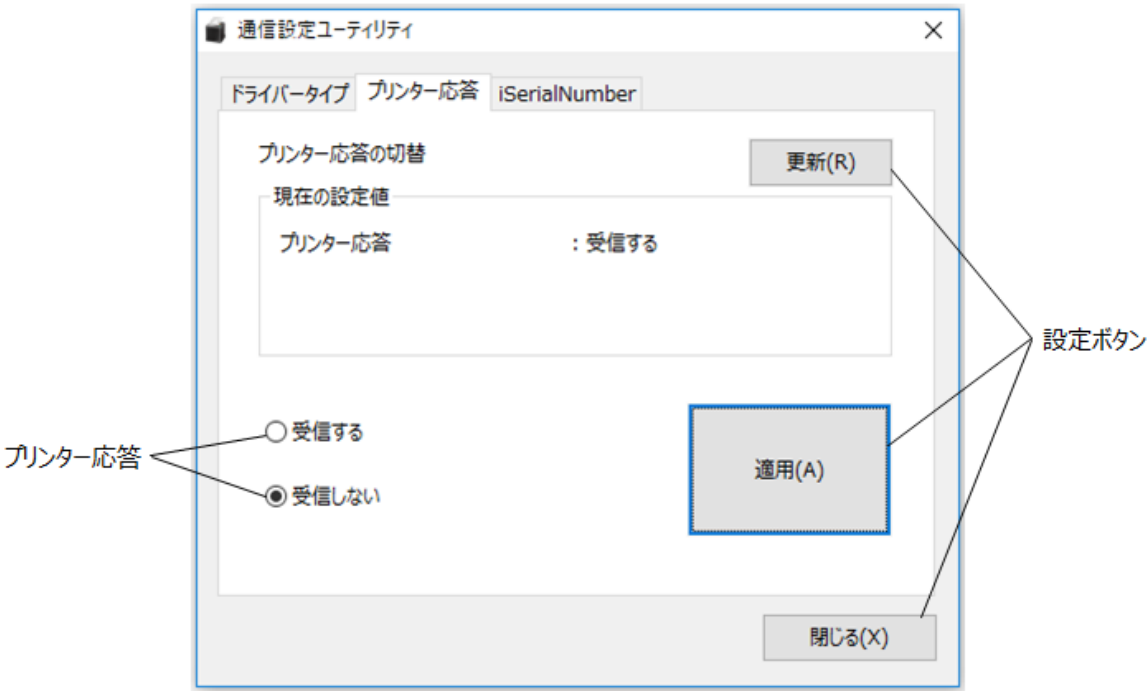 通信設定ユーティリティ
ドライバータイプ プリンター応答 iSerialNumber
プリンター応答の切替
更新(R)
現在の設定値
プリンター応答 : 受信する
設定ボタン
受信する
プリンター応答
適用(A)
受信しない
閉じる(X)